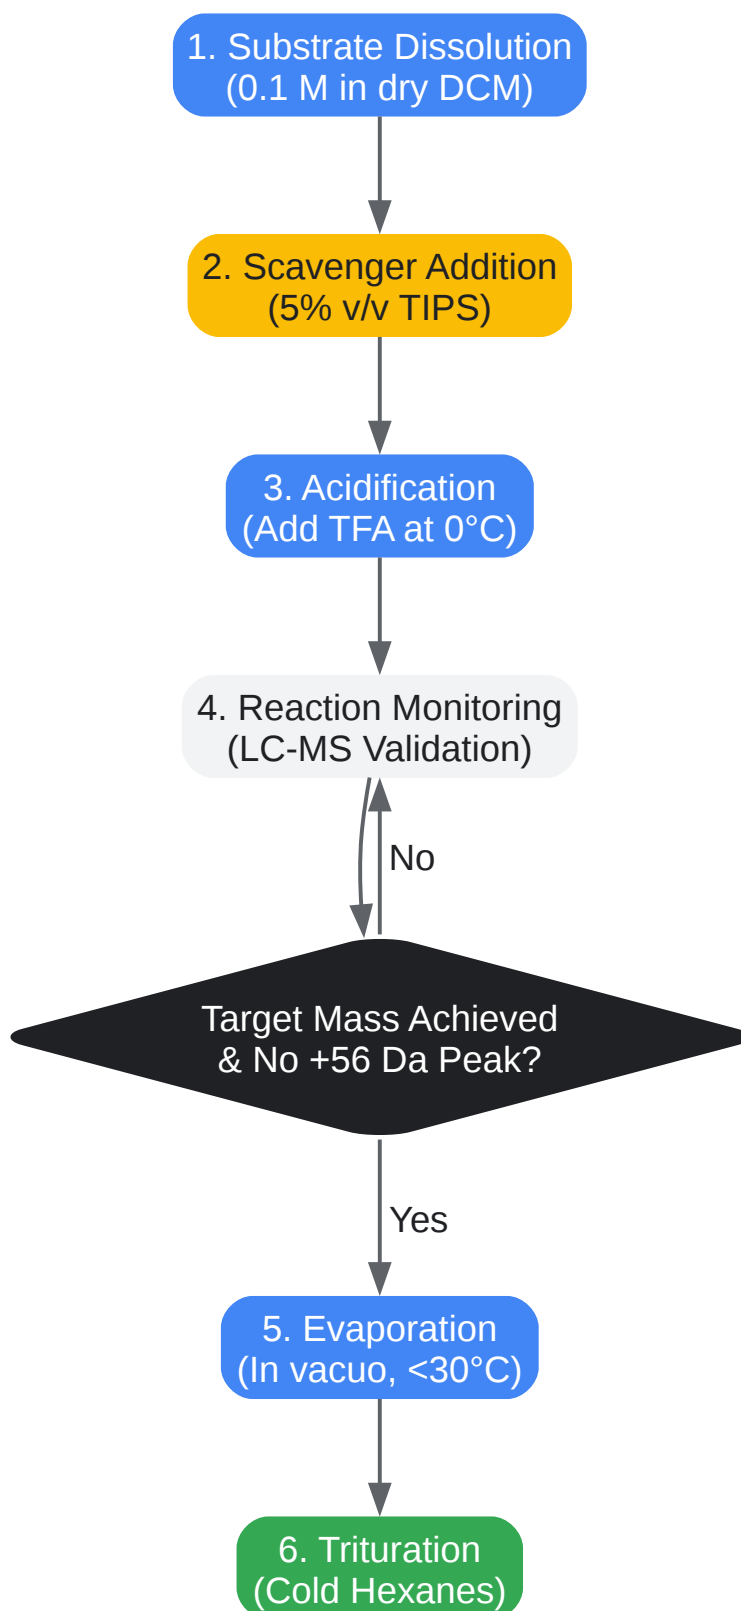 1. Substrate Dissolution
(0.1 M in dry DCM)
2. Scavenger Addition
(5% v/v TIPS)
3. Acidification
(Add TFA at 0°C)
4. Reaction Monitoring
(LC-MS Validation)
No
Target Mass Achieved
& No +56 Da Peak?
Yes
5. Evaporation
(In vacuo, <30°C)
6. Trituration
(Cold Hexanes)